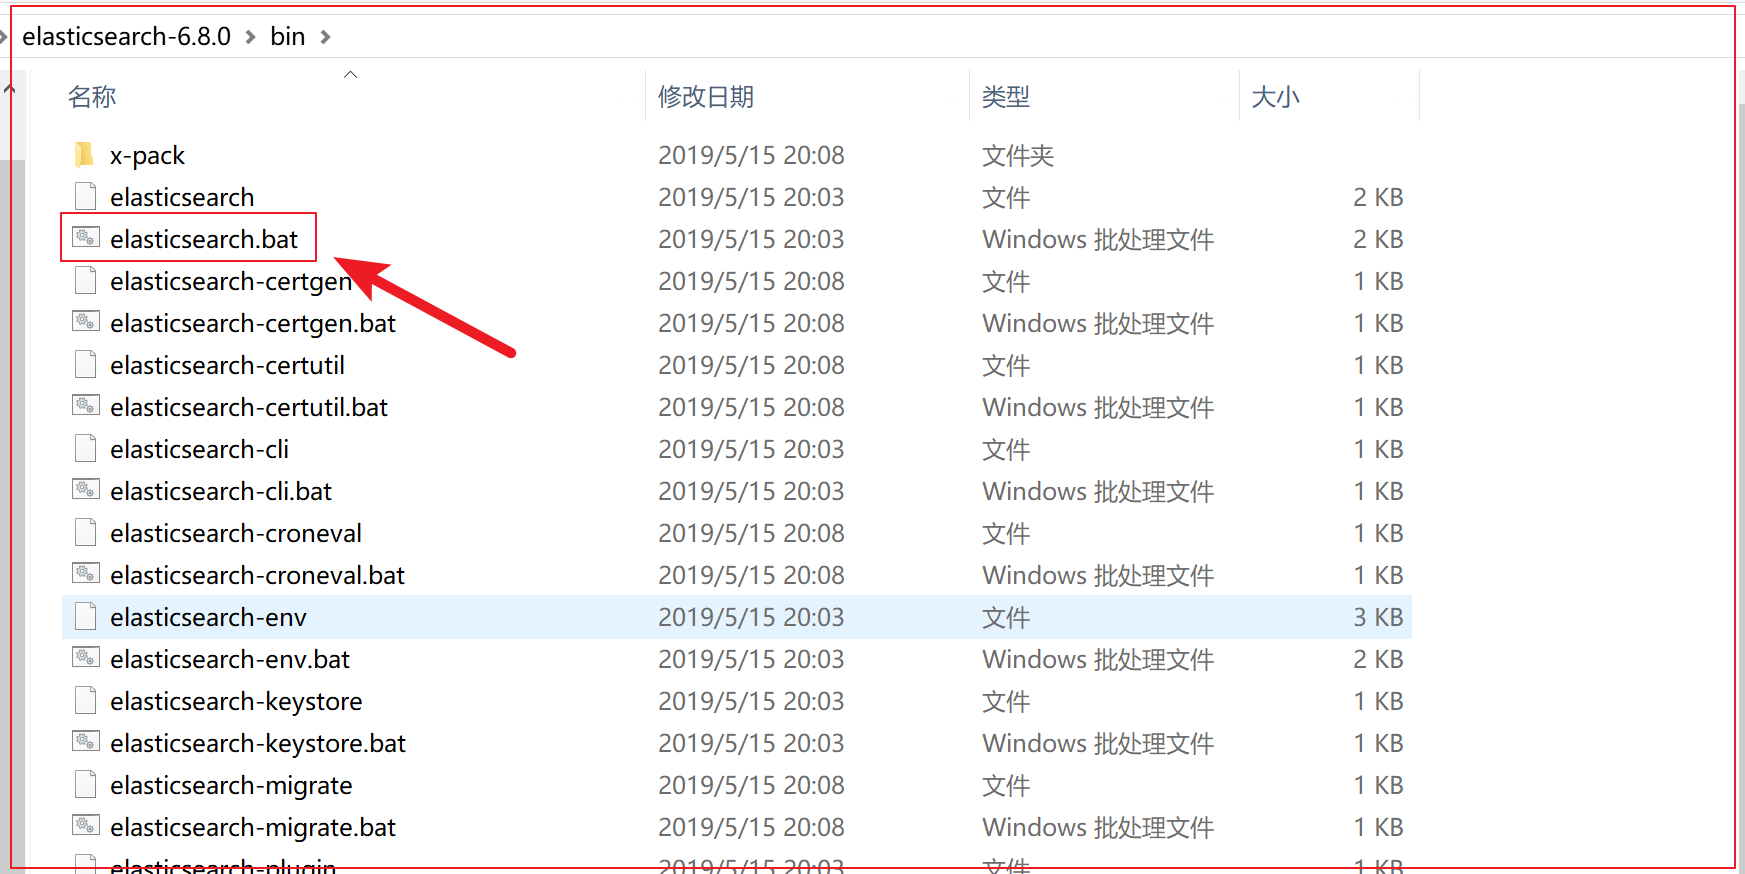 elasticsearch-6.8.0 > bin >
名称 修改日期 类型 大小
x-pack 2019/5/15 20:08 文件夹
elasticsearch 2019/5/15 20:03 文件 2 KB
elasticsearch.bat 2019/5/15 20:03 Windows 批处理文件 2 KB
elasticsearch-certgen 2019/5/15 20:08 文件 1 KB
elasticsearch-certgen.bat 2019/5/15 20:08 Windows 批处理文件 1 KB
elasticsearch-certutil 2019/5/15 20:08 文件 1 KB
elasticsearch-certutil.bat 2019/5/15 20:08 Windows 批处理文件 1 KB
elasticsearch-cli 2019/5/15 20:03 文件 1 KB
elasticsearch-cli.bat 2019/5/15 20:03 Windows 批处理文件 1 KB
elasticsearch-croneval 2019/5/15 20:08 文件 1 KB
elasticsearch-croneval.bat 2019/5/15 20:08 Windows 批处理文件 1 KB
elasticsearch-env 2019/5/15 20:03 文件 3 KB
elasticsearch-env.bat 2019/5/15 20:03 Windows 批处理文件 2 KB
elasticsearch-keystore 2019/5/15 20:03 文件 1 KB
elasticsearch-keystore.bat 2019/5/15 20:03 Windows 批处理文件 1 KB
elasticsearch-migrate 2019/5/15 20:08 文件 1 KB
elasticsearch-migrate.bat 2019/5/15 20:08 Windows 批处理文件 1 KB
elasticsearch-plugin 2019/5/15 20:03 文件 1 KB